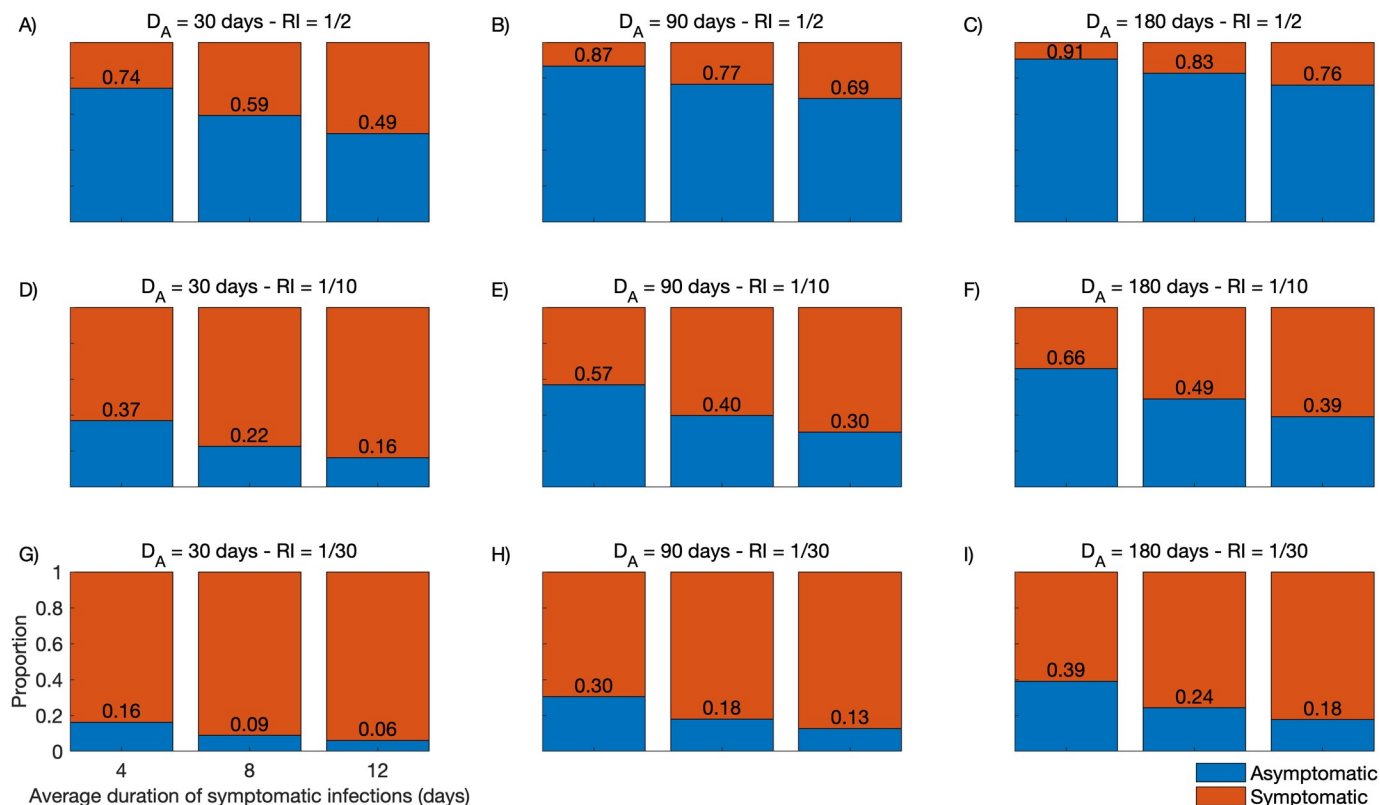 A) D_A = 30 days - RI = 1/2
0.74
0.59
0.49
B) D_A = 90 days - RI = 1/2
0.87
0.77
0.69
C) D_A = 180 days - RI = 1/2
0.91
0.83
0.76
D) D_A = 30 days - RI = 1/10
0.37
0.22
0.16
E) D_A = 90 days - RI = 1/10
0.57
0.40
0.30
F) D_A = 180 days - RI = 1/10
0.66
0.49
0.39
G) D_A = 30 days - RI = 1/30
1
0.8
0.6
0.4
0.2
0
Proportion
0.16
0.09
0.06
4 8 12
Average duration of symptomatic infections (days)
H) D_A = 90 days - RI = 1/30
0.30
0.18
0.13
I) D_A = 180 days - RI = 1/30
0.39
0.24
0.18
Asymptomatic
Symptomatic